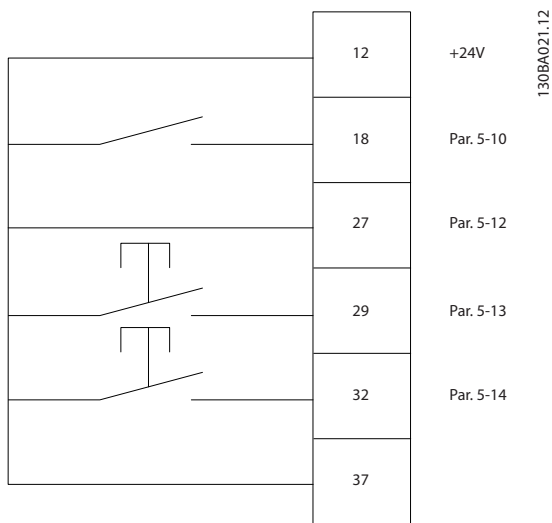 130BA021.12
12 +24V
18 Par. 5-10
27 Par. 5-12
29 Par. 5-13
32 Par. 5-14
37